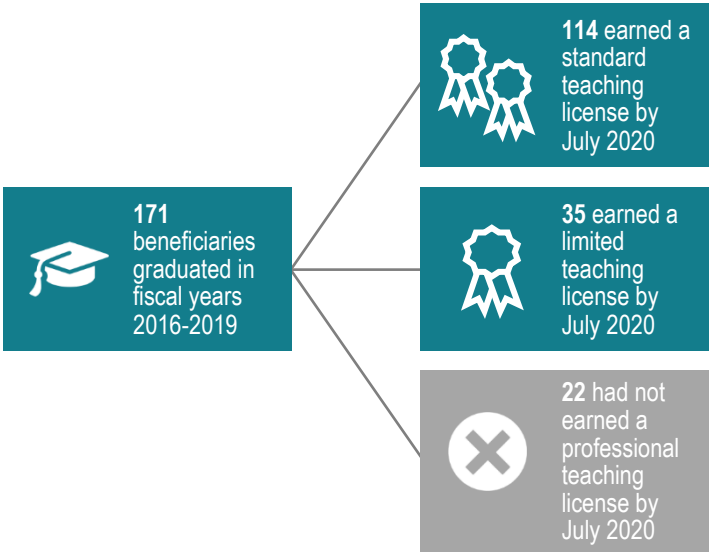 171
beneficiaries
graduated in
fiscal years
2016-2019
114 earned a
standard
teaching
license by
July 2020
35 earned a
limited
teaching
license by
July 2020
22 had not
earned a
professional
teaching
license by
July 2020